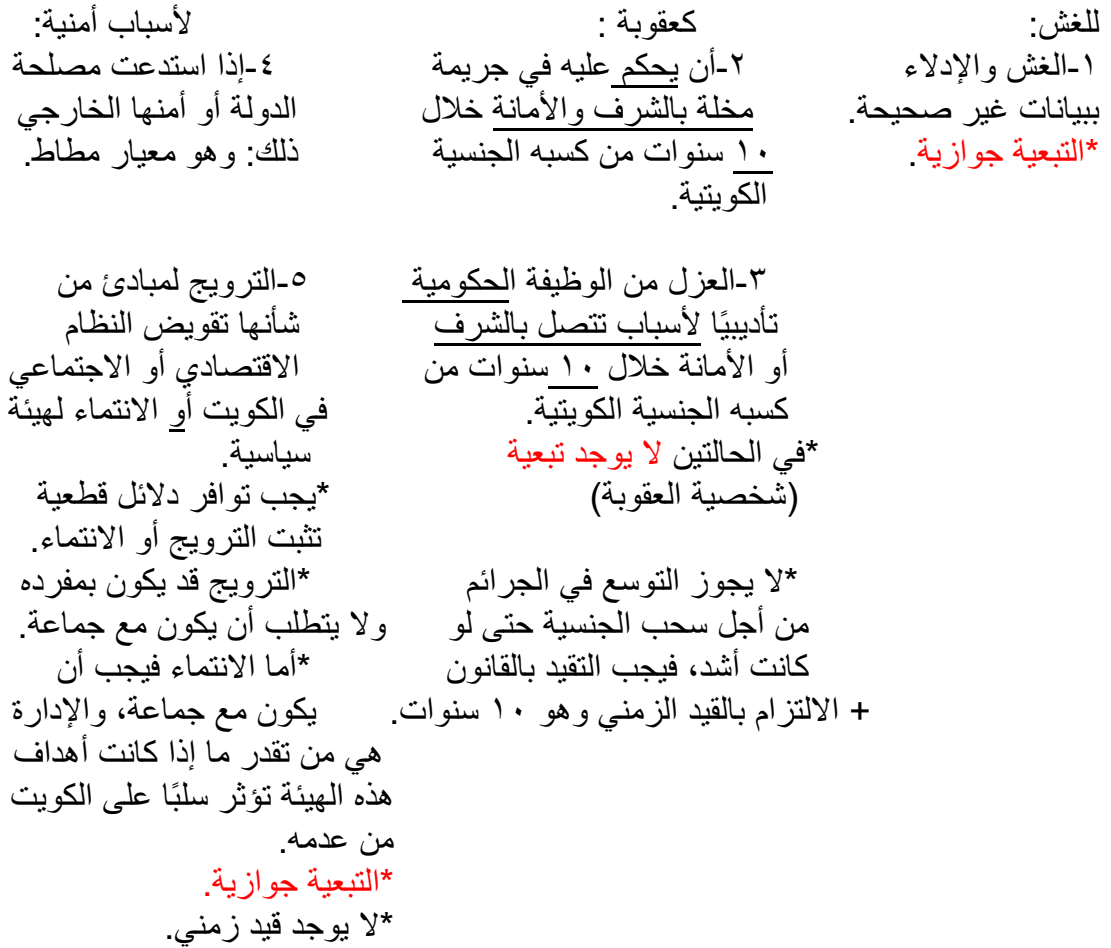 للغش:
١-الغش والإدلاء
ببيانات غير صحيحة.
*التبعية جوازية.
كعقوبة :
٢-أن يحكم عليه في جريمة
مخلة بالشرف والأمانة خلال
١٠ سنوات من كسبه الجنسية
الكويتية.
٣-العزل من الوظيفة الحكومية
تأديبيًا لأسباب تتصل بالشرف
أو الأمانة خلال ١٠ سنوات من
كسبه الجنسية الكويتية.
*في الحالتين لا يوجد تبعية
(شخصية العقوبة)
*لا يجوز التوسع في الجرائم
من أجل سحب الجنسية حتى لو
كانت أشد، فيجب التقيد بالقانون
+ الالتزام بالقيد الزمني وهو ١٠ سنوات.
لأسباب أمنية:
٤-إذا استدعت مصلحة
الدولة أو أمنها الخارجي
ذلك: وهو معيار مطاط.
٥-الترويج لمبادئ من
شأنها تقويض النظام
الاقتصادي أو الاجتماعي
في الكويت أو الانتماء لهيئة
سياسية.
*يجب توافر دلائل قطعية
تثبت الترويج أو الانتماء.
*الترويج قد يكون بمفرده
ولا يتطلب أن يكون مع جماعة.
*أما الانتماء فيجب أن
يكون مع جماعة، والإدارة
هي من تقدر ما إذا كانت أهداف
هذه الهيئة تؤثر سلبًا على الكويت
من عدمه.
*التبعية جوازية.
*لا يوجد قيد زمني.